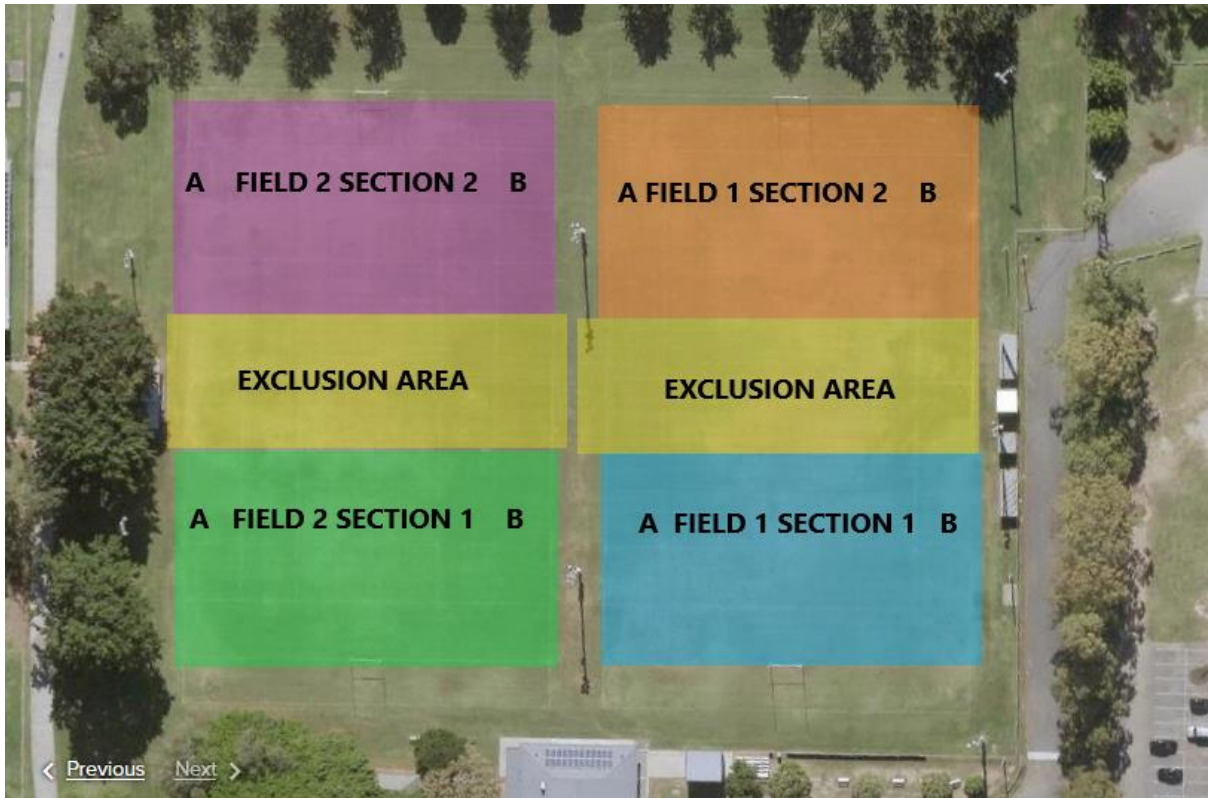 A FIELD 2 SECTION 2 B
A FIELD 1 SECTION 2 B
EXCLUSION AREA
EXCLUSION AREA
A FIELD 2 SECTION 1 B
A FIELD 1 SECTION 1 B
Previous Next